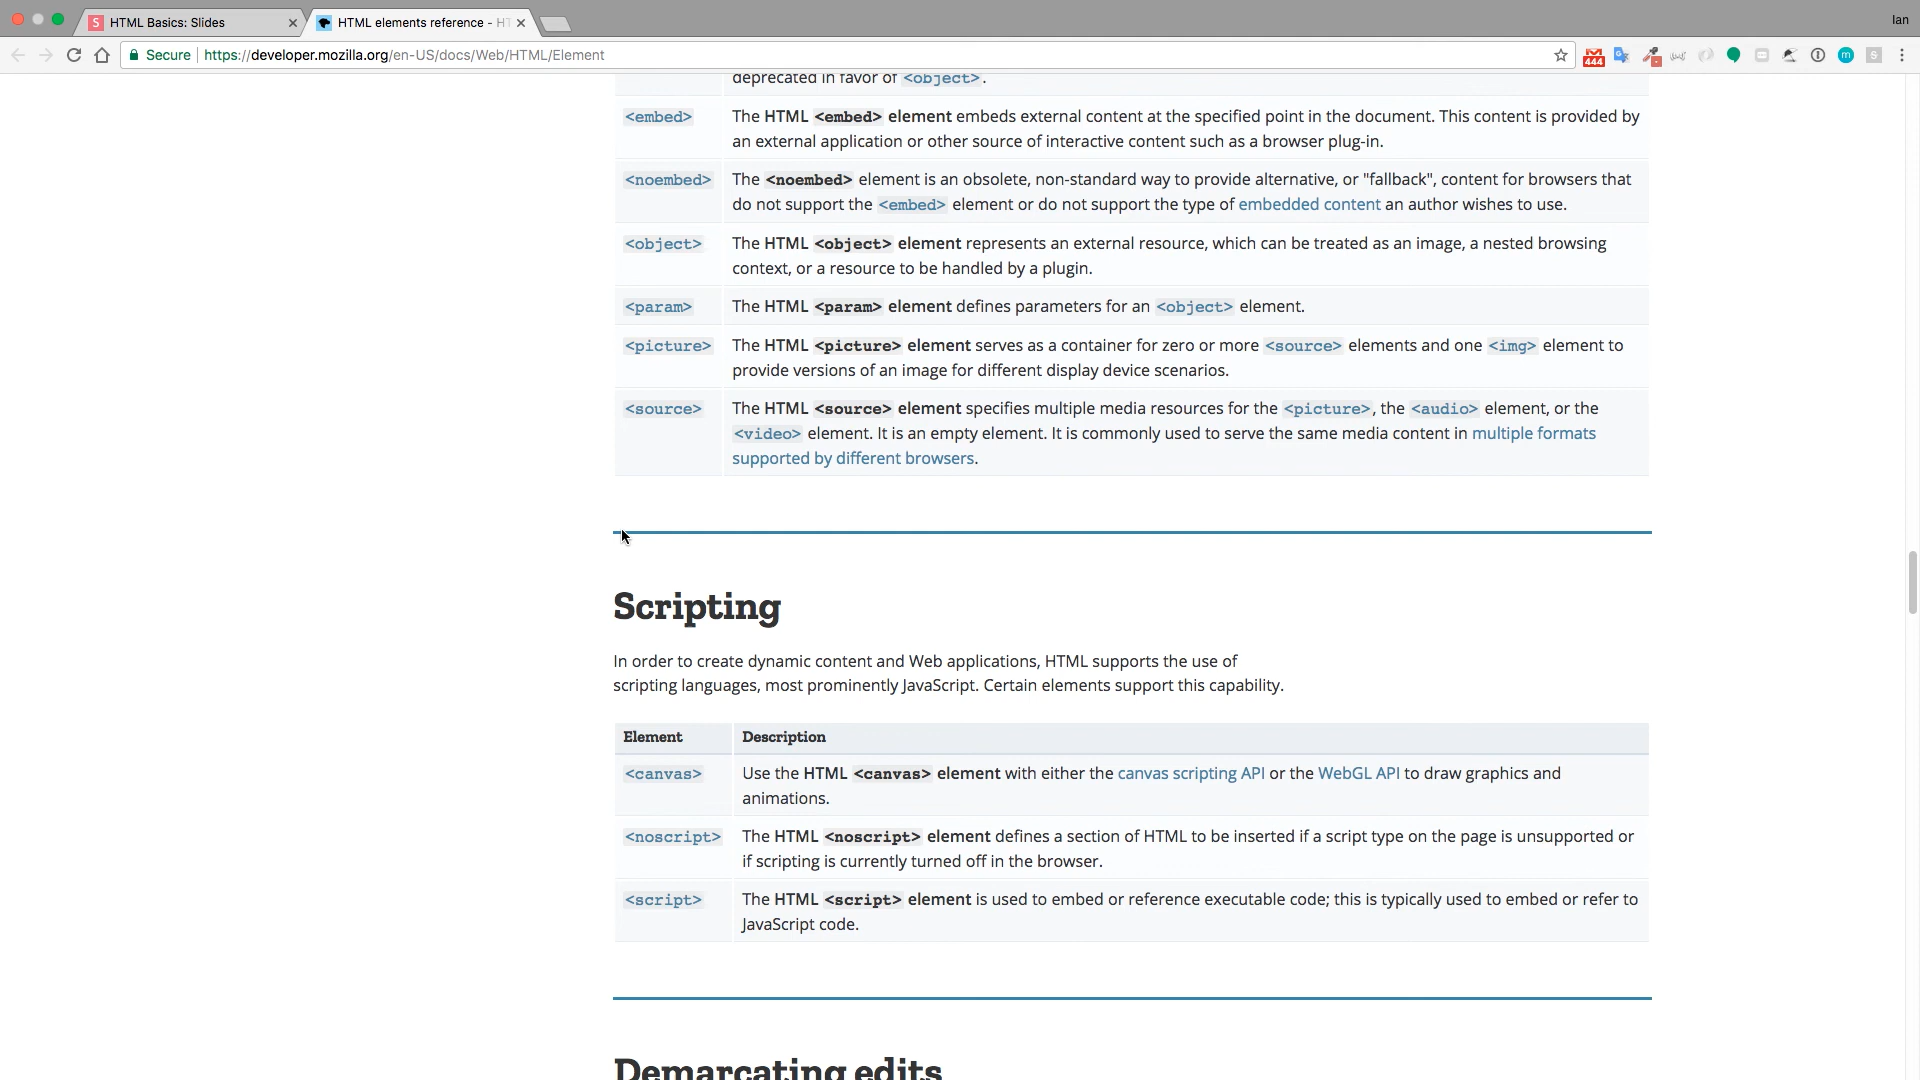 HTML Basics: Slides
HTML elements reference - HT
Ian
Secure
https://developer.mozilla.org/en-US/docs/Web/HTML/Element
444
deprecated in favor of <object>.
<embed> The HTML <embed> element embeds external content at the specified point in the document. This content is provided by
an external application or other source of interactive content such as a browser plug-in.
<noembed> The <noembed> element is an obsolete, non-standard way to provide alternative, or "fallback", content for browsers that
do not support the <embed> element or do not support the type of embedded content an author wishes to use.
<object> The HTML <object> element represents an external resource, which can be treated as an image, a nested browsing
context, or a resource to be handled by a plugin.
<param> The HTML <param> element defines parameters for an <object> element.
<picture> The HTML <picture> element serves as a container for zero or more <source> elements and one <img> element to
provide versions of an image for different display device scenarios.
<source> The HTML <source> element specifies multiple media resources for the <picture>, the <audio> element, or the
<video> element. It is an empty element. It is commonly used to serve the same media content in multiple formats
supported by different browsers.
Scripting
In order to create dynamic content and Web applications, HTML supports the use of
scripting languages, most prominently JavaScript. Certain elements support this capability.
Element Description
<canvas> Use the HTML <canvas> element with either the canvas scripting API or the WebGL API to draw graphics and
animations.
<noscript> The HTML <noscript> element defines a section of HTML to be inserted if a script type on the page is unsupported or
if scripting is currently turned off in the browser.
<script> The HTML <script> element is used to embed or reference executable code; this is typically used to embed or refer to
JavaScript code.
Demarcating edits